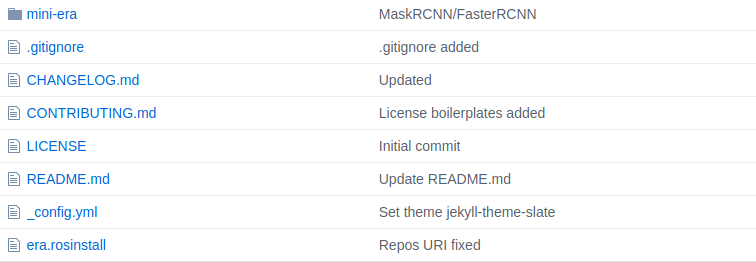 mini-era MaskRCNN/FasterRCNN
.gitignore .gitignore added
CHANGELOG.md Updated
CONTRIBUTING.md License boilerplates added
LICENSE Initial commit
README.md Update README.md
_config.yml Set theme jekyll-theme-slate
era.rosinstall Repos URI fixed